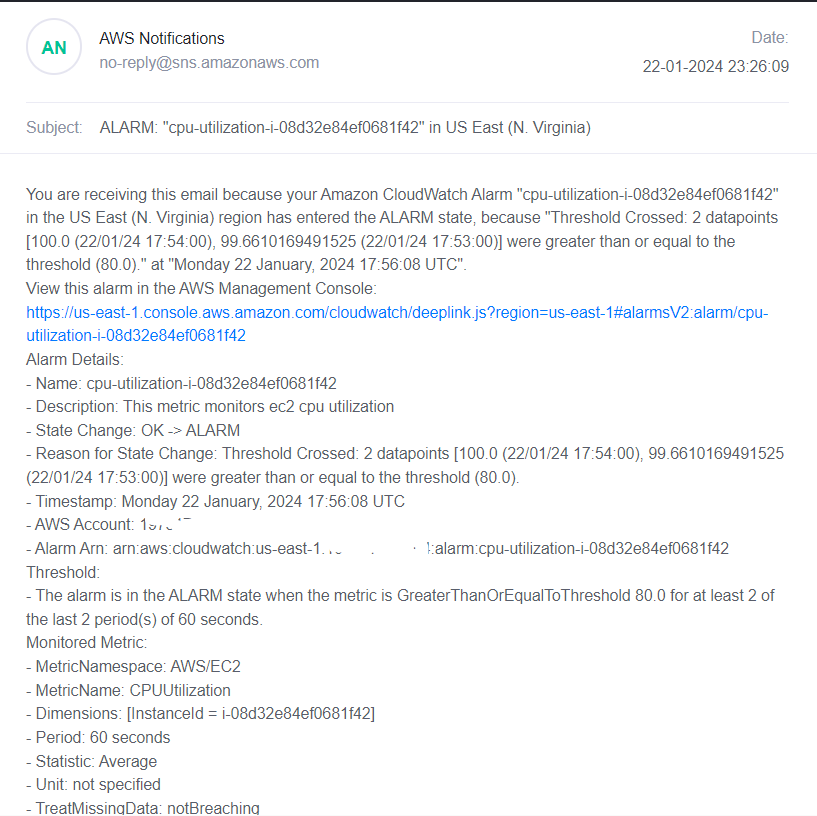 AN
AWS Notifications
no-reply@sns.amazonaws.com
Date:
22-01-2024 23:26:09
Subject: ALARM: "cpu-utilization-i-08d32e84ef0681f42" in US East (N. Virginia)
You are receiving this email because your Amazon CloudWatch Alarm "cpu-utilization-i-08d32e84ef0681f42"
in the US East (N. Virginia) region has entered the ALARM state, because "Threshold Crossed: 2 datapoints
[100.0 (22/01/24 17:54:00), 99.6610169491525 (22/01/24 17:53:00)] were greater than or equal to the
threshold (80.0)." at "Monday 22 January, 2024 17:56:08 UTC".
View this alarm in the AWS Management Console:
https://us-east-1.console.aws.amazon.com/cloudwatch/deeplink.js?region=us-east-1#alarmsV2:alarm/cpu-
utilization-i-08d32e84ef0681f42
Alarm Details:
- Name: cpu-utilization-i-08d32e84ef0681f42
- Description: This metric monitors ec2 cpu utilization
- State Change: OK -> ALARM
- Reason for State Change: Threshold Crossed: 2 datapoints [100.0 (22/01/24 17:54:00), 99.6610169491525
(22/01/24 17:53:00)] were greater than or equal to the threshold (80.0).
- Timestamp: Monday 22 January, 2024 17:56:08 UTC
- AWS Account:
- Alarm Arn: arn:aws:cloudwatch:us-east-1: :alarm:cpu-utilization-i-08d32e84ef0681f42
Threshold:
- The alarm is in the ALARM state when the metric is GreaterThanOrEqualToThreshold 80.0 for at least 2 of
the last 2 period(s) of 60 seconds.
Monitored Metric:
- MetricNamespace: AWS/EC2
- MetricName: CPUUtilization
- Dimensions: [InstanceId = i-08d32e84ef0681f42]
- Period: 60 seconds
- Statistic: Average
- Unit: not specified
- TreatMissingData: notBreaching